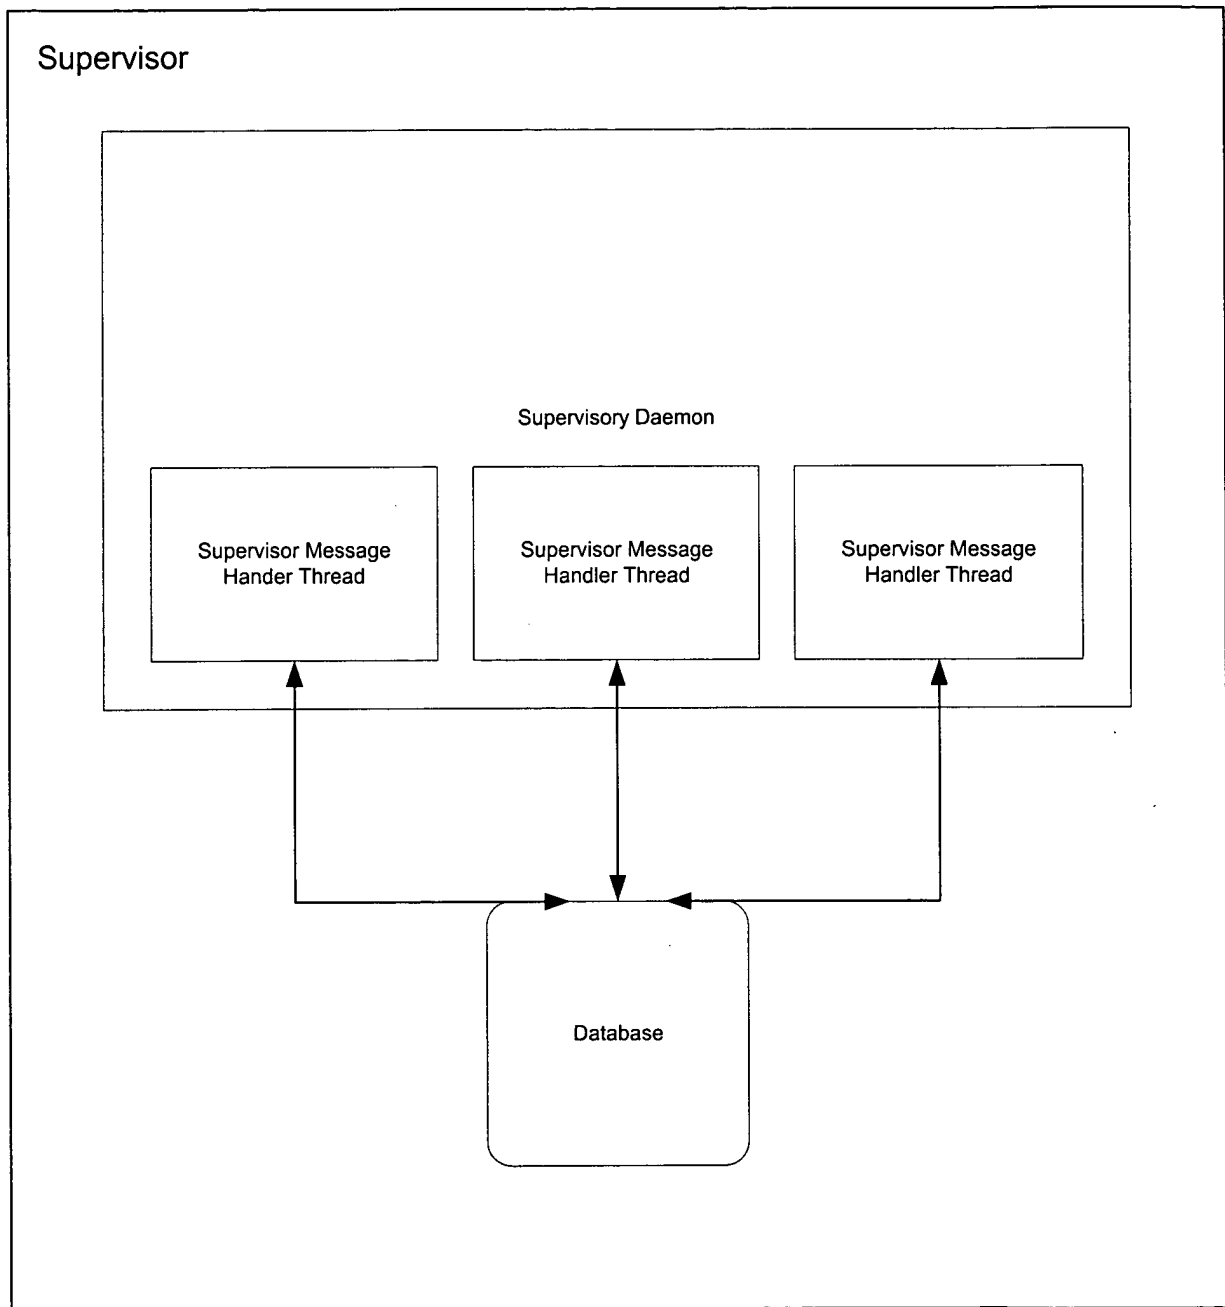 Supervisor
Supervisory Daemon
Supervisor Message
Hander Thread
Supervisor Message
Handler Thread
Supervisor Message
Handler Thread
Database